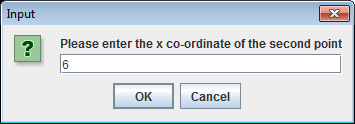 Input
Please enter the x co-ordinate of the second point
6
OK
Cancel